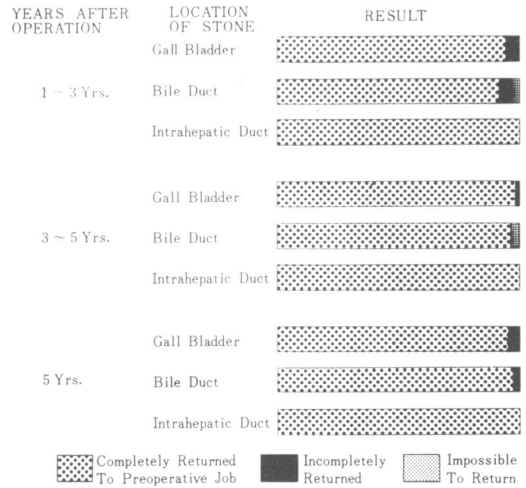 YEARS AFTER OPERATION
LOCATION OF STONE
RESULT
Gall Bladder
1 ~ 3 Yrs.
Bile Duct
Intrahepatic Duct
Gall Bladder
3 ~ 5 Yrs.
Bile Duct
Intrahepatic Duct
Gall Bladder
5 Yrs.
Bile Duct
Intrahepatic Duct
Completely Returned To Preoperative Job
Incompletely Returned
Impossible To Return